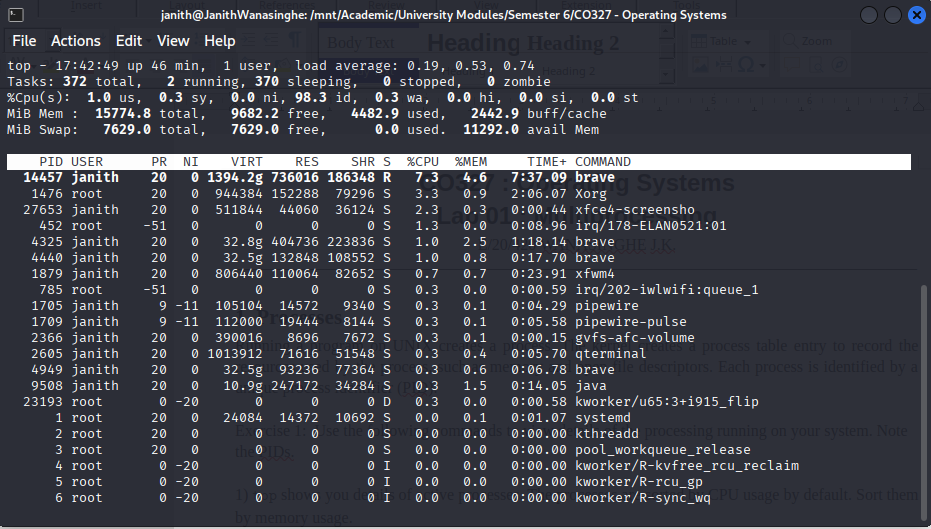 janith@JanithWanasinghe: /mnt/Academic/University Modules/Semester 6/CO327 - Operating Systems
File Actions Edit View Help
Body Text Heading Heading 2
Heading 2
Table Zoom
top - 17:42:49 up 46 min, 1 user, load average: 0.19, 0.53, 0.74
Tasks: 372 total, 2 running, 370 sleeping, 0 stopped, 0 zombie
%Cpu(s): 1.0 us, 0.3 sy, 0.0 ni, 98.3 id, 0.3 wa, 0.0 hi, 0.0 si, 0.0 st
MiB Mem : 15774.8 total, 9682.2 free, 4482.9 used, 2442.9 buff/cache
MiB Swap: 7629.0 total, 7629.0 free, 0.0 used. 11292.0 avail Mem
PID USER PR NI VIRT RES SHR S %CPU %MEM TIME+ COMMAND
14457 janith 20 0 1394.2g 736016 186348 R 7.3 4.6 7:37.09 brave
1476 root 20 0 944384 152288 79296 S 3.3 0.9 2:06.07 Xorg
27653 janith 20 0 511844 44060 36124 S 2.3 0.3 0:00.44 xfce4-screensho
452 root -51 0 0 0 0 S 1.3 0.0 0:08.96 irq/178-ELAN0521:01
4325 janith 20 0 32.8g 404736 223836 S 1.0 2.5 1:18.14 brave
4440 janith 20 0 32.5g 132848 108552 S 1.0 0.8 0:17.70 brave
1879 janith 20 0 806440 110064 82652 S 0.7 0.7 0:23.91 xfwm4
785 root -51 0 0 0 0 S 0.3 0.0 0:00.59 irq/202-iwlwifi:queue_1
1705 janith 9 -11 105104 14572 9340 S 0.3 0.1 0:04.29 pipewire
1709 janith 9 -11 112000 19444 8144 S 0.3 0.1 0:05.58 pipewire-pulse
2366 janith 20 0 390016 8696 7672 S 0.3 0.1 0:00.15 gvfs-afc-volume
2605 janith 20 0 1013912 71616 51548 S 0.3 0.4 0:05.70 qterminal
4949 janith 20 0 32.5g 93236 77364 S 0.3 0.6 0:06.78 brave
9508 janith 20 0 10.9g 247172 34284 S 0.3 1.5 0:14.05 java
23193 root 0 -20 0 0 0 D 0.3 0.0 0:00.58 kworker/u65:3+i915_flip
1 root 20 0 24084 14372 10692 S 0.0 0.1 0:01.07 systemd
2 root 20 0 0 0 0 S 0.0 0.0 0:00.00 kthreadd
3 root 20 0 0 0 0 S 0.0 0.0 0:00.00 pool_workqueue_release
4 root 0 -20 0 0 0 I 0.0 0.0 0:00.00 kworker/R-kvfree_rcu_reclaim
5 root 0 -20 0 0 0 I 0.0 0.0 0:00.00 kworker/R-rcu_gp
6 root 0 -20 0 0 0 I 0.0 0.0 0:00.00 kworker/R-sync_wq